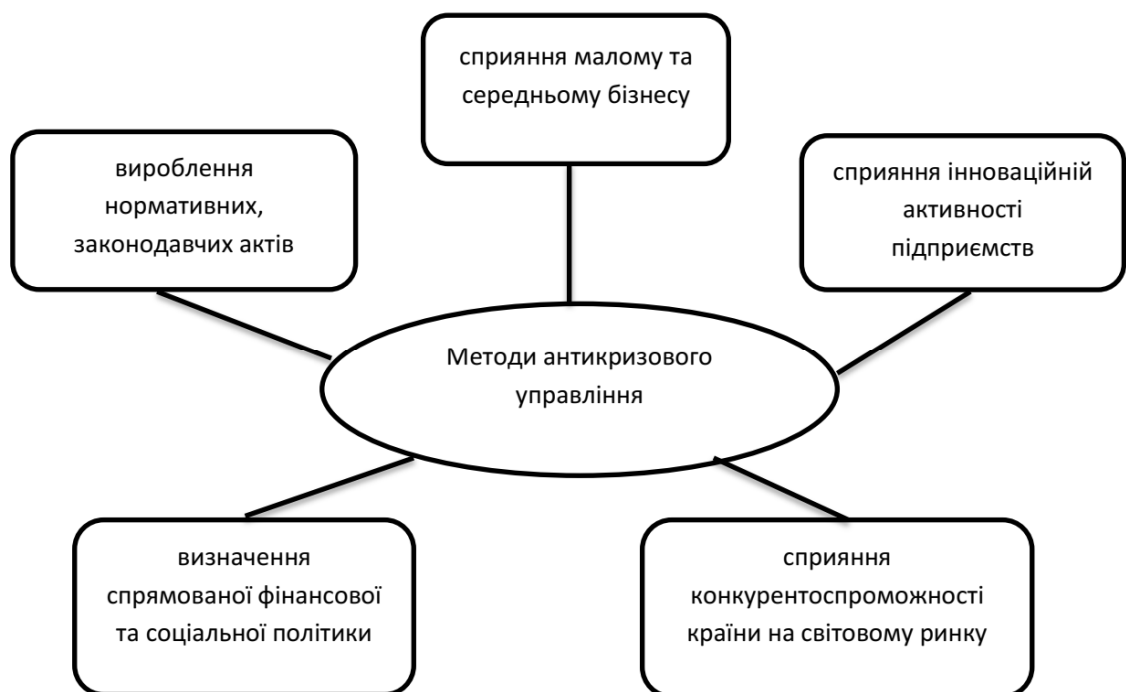 сприяння малому та
середньому бізнесу
вироблення
нормативних,
законодавчих актів
сприяння інноваційній
активності
підприємств
Методи антикризового
управління
визначення
спрямованої фінансової
та соціальної політики
сприяння
конкурентоспроможності
країни на світовому ринку